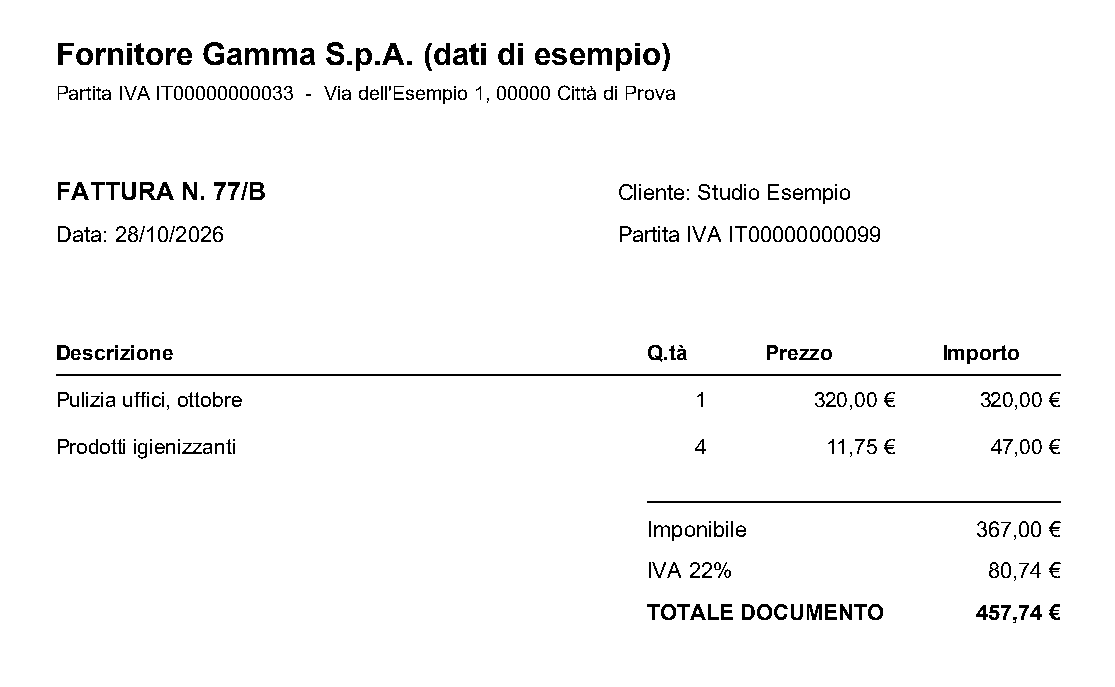 Fornitore Gamma S.p.A. (dati di esempio)
Partita IVA IT00000000033 - Via dell'Esempio 1, 00000 Città di Prova
FATTURA N. 77/B Cliente: Studio Esempio
Data: 28/10/2026 Partita IVA IT00000000099
Descrizione Q.tà Prezzo Importo
Pulizia uffici, ottobre 1 320,00 € 320,00 €
Prodotti igienizzanti 4 11,75 € 47,00 €
Imponibile 367,00 €
IVA 22% 80,74 €
TOTALE DOCUMENTO 457,74 €